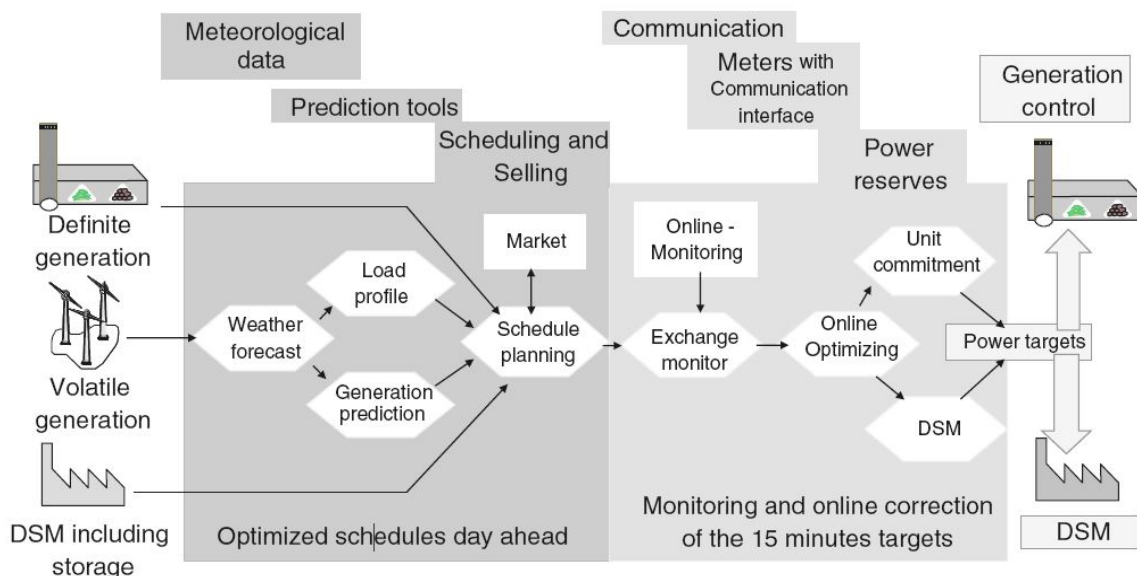 Meteorological
data
Prediction tools
Scheduling and
Selling
Communication
Meters with
Communication
interface
Power
reserves
Generation
control
Definite
generation
Volatile
generation
DSM including
storage
Weather
forecast
Load
profile
Generation
prediction
Market
Schedule
planning
Optimized schedules day ahead
Online -
Monitoring
Exchange
monitor
Online
Optimizing
Unit
commitment
DSM
Power targets
Monitoring and online correction
of the 15 minutes targets
DSM